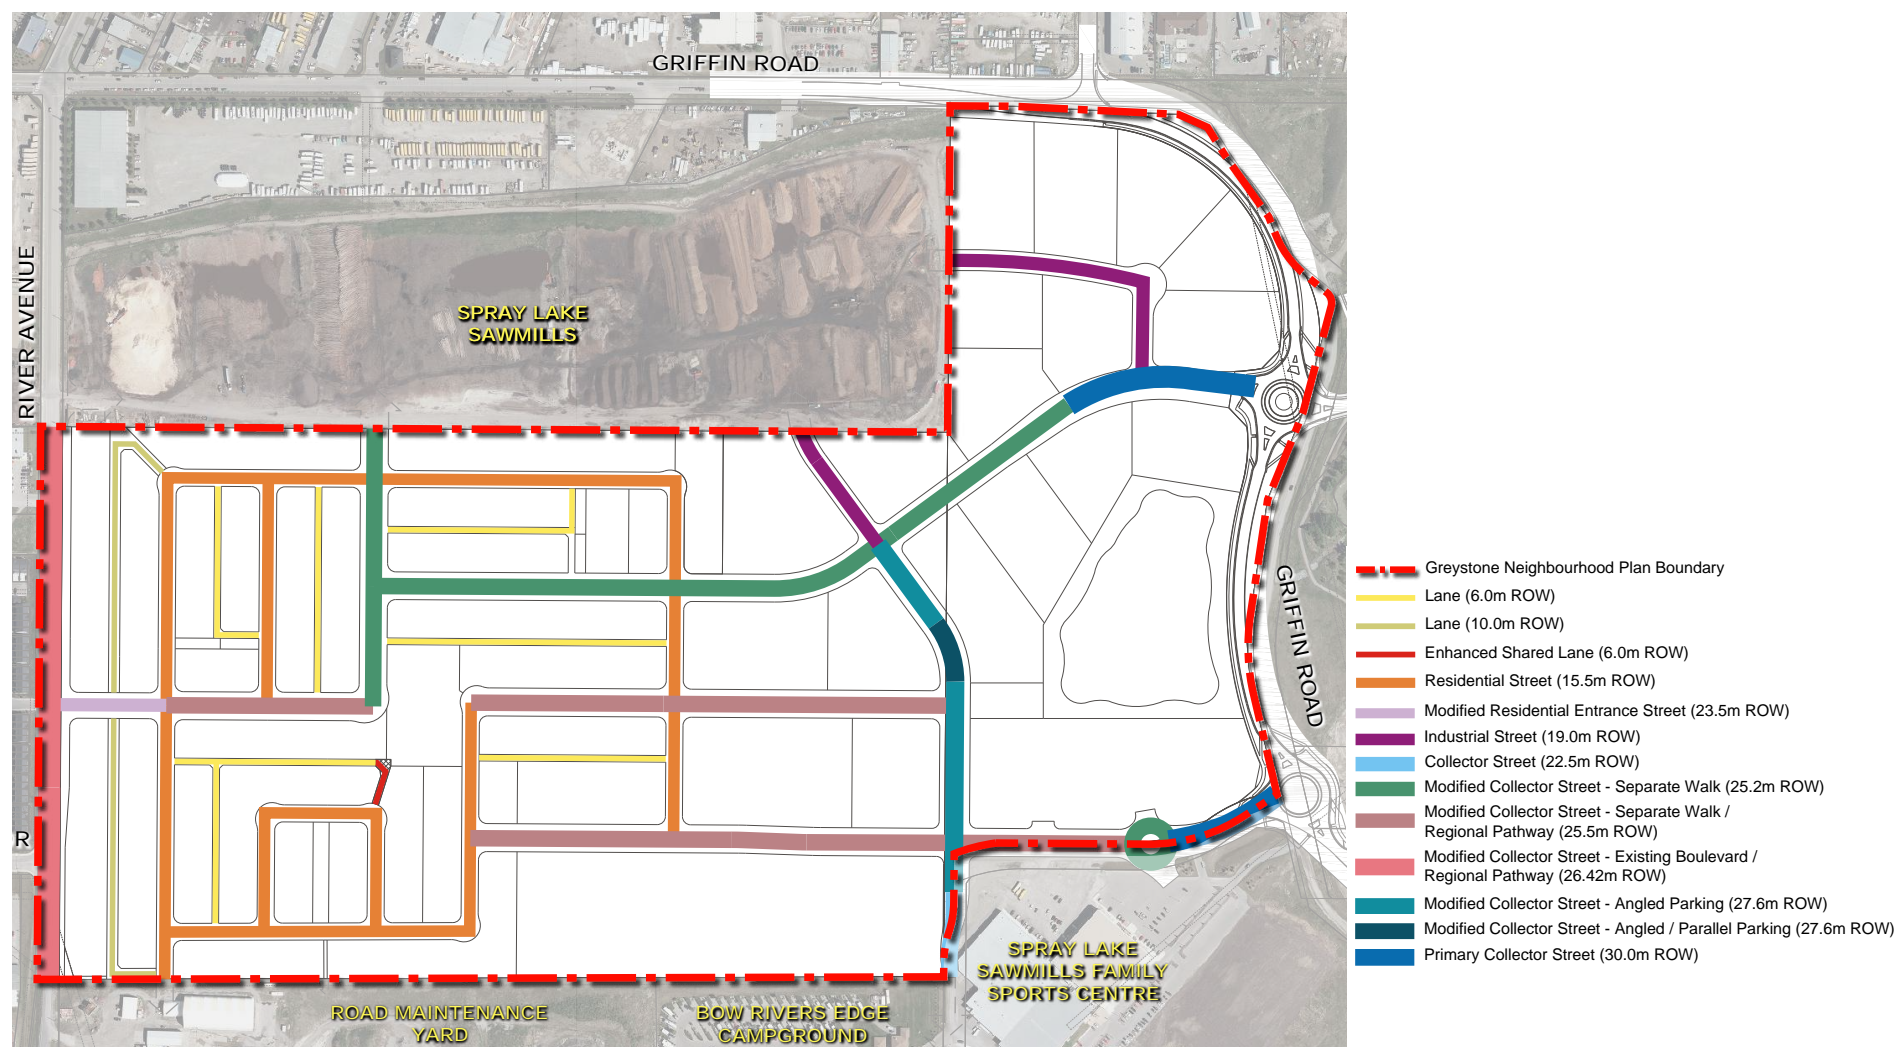 GRIFFIN ROAD
RIVER AVENUE
SPRAY LAKE
SAWMILLS
GRIFFIN ROAD
R
SPRAY LAKE
SAWMILLS FAMILY
SPORTS CENTRE
ROAD MAINTENANCE
YARD
BOW RIVERS EDGE
CAMPGROUND
Greystone Neighbourhood Plan Boundary
Lane (6.0m ROW)
Lane (10.0m ROW)
Enhanced Shared Lane (6.0m ROW)
Residential Street (15.5m ROW)
Modified Residential Entrance Street (23.5m ROW)
Industrial Street (19.0m ROW)
Collector Street (22.5m ROW)
Modified Collector Street - Separate Walk (25.2m ROW)
Modified Collector Street - Separate Walk /
Regional Pathway (25.5m ROW)
Modified Collector Street - Existing Boulevard /
Regional Pathway (26.42m ROW)
Modified Collector Street - Angled Parking (27.6m ROW)
Modified Collector Street - Angled / Parallel Parking (27.6m ROW)
Primary Collector Street (30.0m ROW)